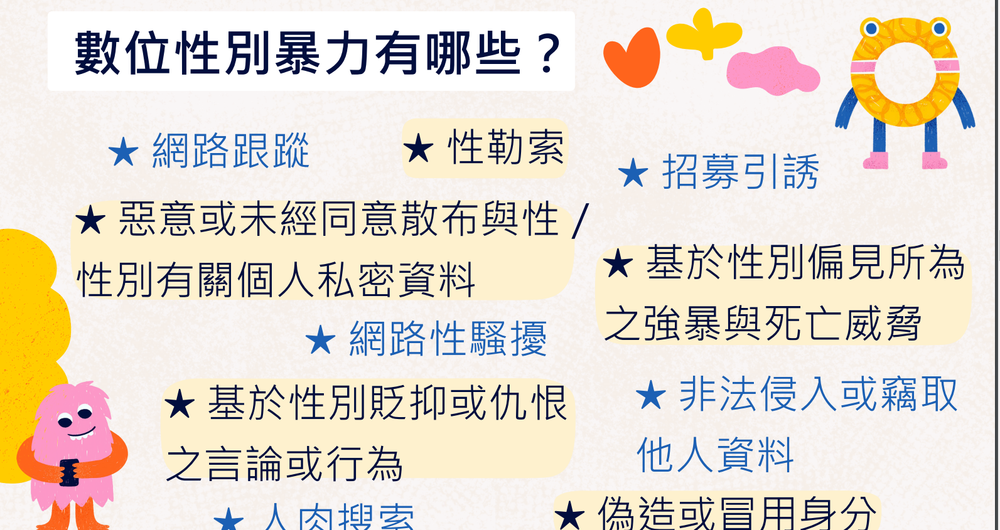 數位性別暴力有哪些？
★ 網路跟蹤
★ 性勒索
★ 招募引誘
★ 惡意或未經同意散布與性 /
性別有關個人私密資料
★ 基於性別偏見所為
之強暴與死亡威脅
★ 網路性騷擾
★ 基於性別貶抑或仇恨
之言論或行為
★ 非法侵入或竊取
他人資料
★ 人肉搜索
★ 偽造或冒用身分